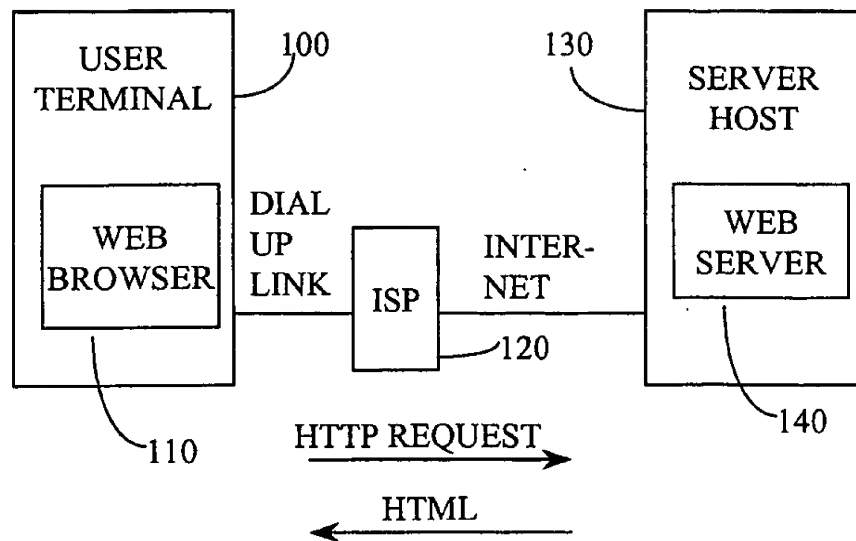 USER
TERMINAL
100
130
SERVER
HOST
WEB
BROWSER
DIAL
UP
LINK
ISP
INTER-
NET
WEB
SERVER
120
110
140
HTTP REQUEST
HTML